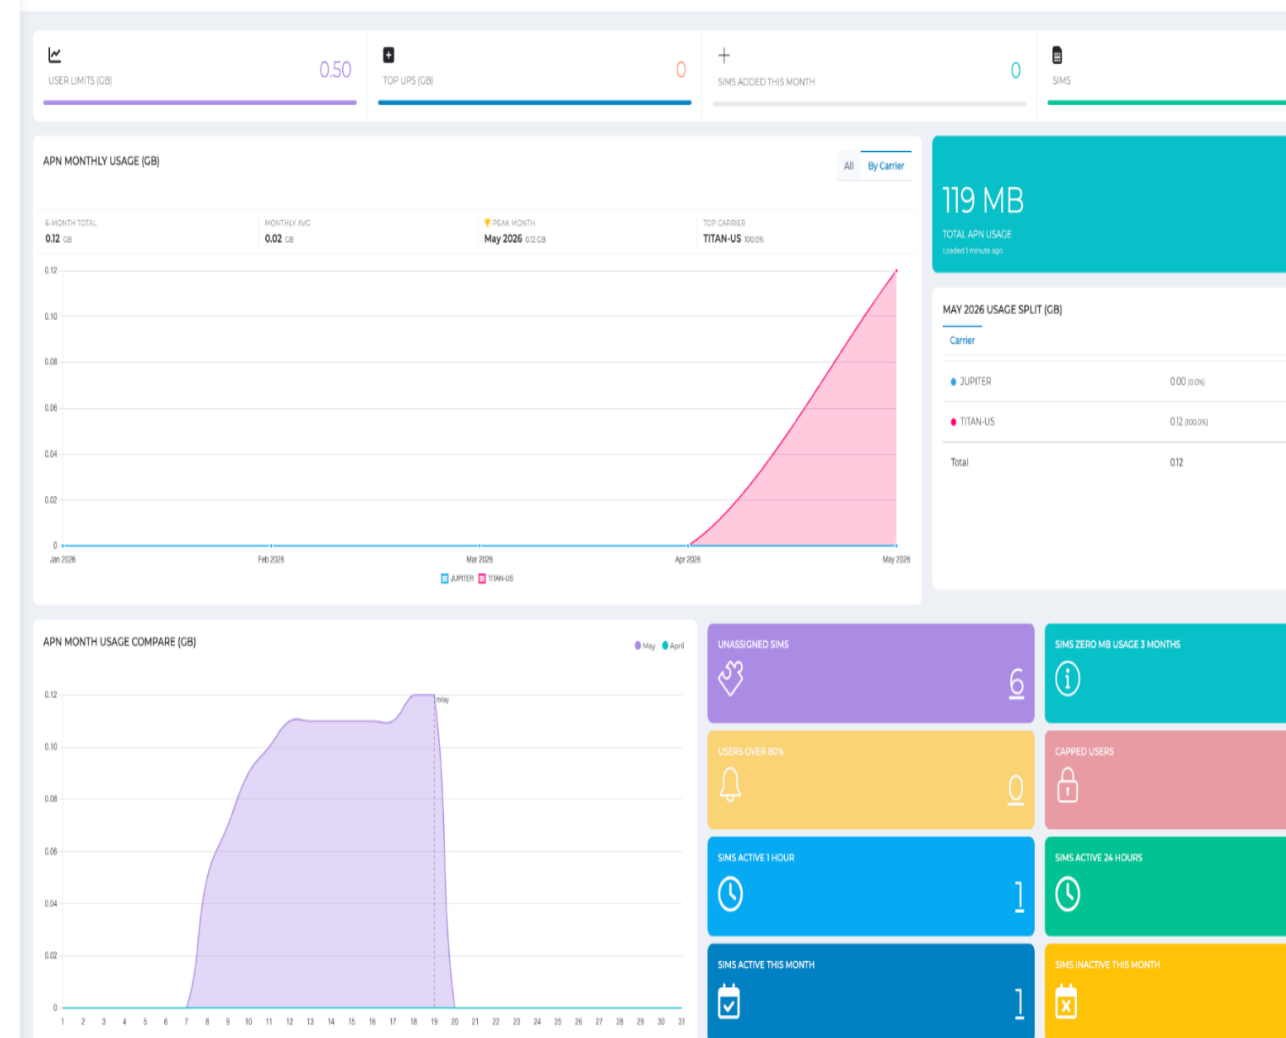 USER LIMITS (GB)
0.50
TOP UPS (GB)
0
SIMS ADDED THIS MONTH
0
SIMS
APN MONTHLY USAGE (GB)
All
By Carrier
6-MONTH TOTAL
0.12 GB
MONTHLY AVG
0.02 GB
PEAK MONTH
May 2026 0.12 GB
TOP CARRIER
TITAN-US 100.0%
0.12
0.10
0.08
0.06
0.04
0.02
0
Jan 2026
Feb 2026
Mar 2026
Apr 2026
May 2026
JUPITER
TITAN-US
119 MB
TOTAL APN USAGE
Loaded 1 minute ago
MAY 2026 USAGE SPLIT (GB)
Carrier
JUPITER 0.00 (0.0%)
TITAN-US 0.12 (100.0%)
Total 0.12
APN MONTH USAGE COMPARE (GB)
May
April
0.12
0.10
0.08
0.06
0.04
0.02
0
today
1 2 3 4 5 6 7 8 9 10 11 12 13 14 15 16 17 18 19 20 21 22 23 24 25 26 27 28 29 30 31
UNASSIGNED SIMS
6
SIMS ZERO MB USAGE 3 MONTHS
USERS OVER 80%
0
CAPPED USERS
SIMS ACTIVE 1 HOUR
1
SIMS ACTIVE 24 HOURS
SIMS ACTIVE THIS MONTH
1
SIMS INACTIVE THIS MONTH